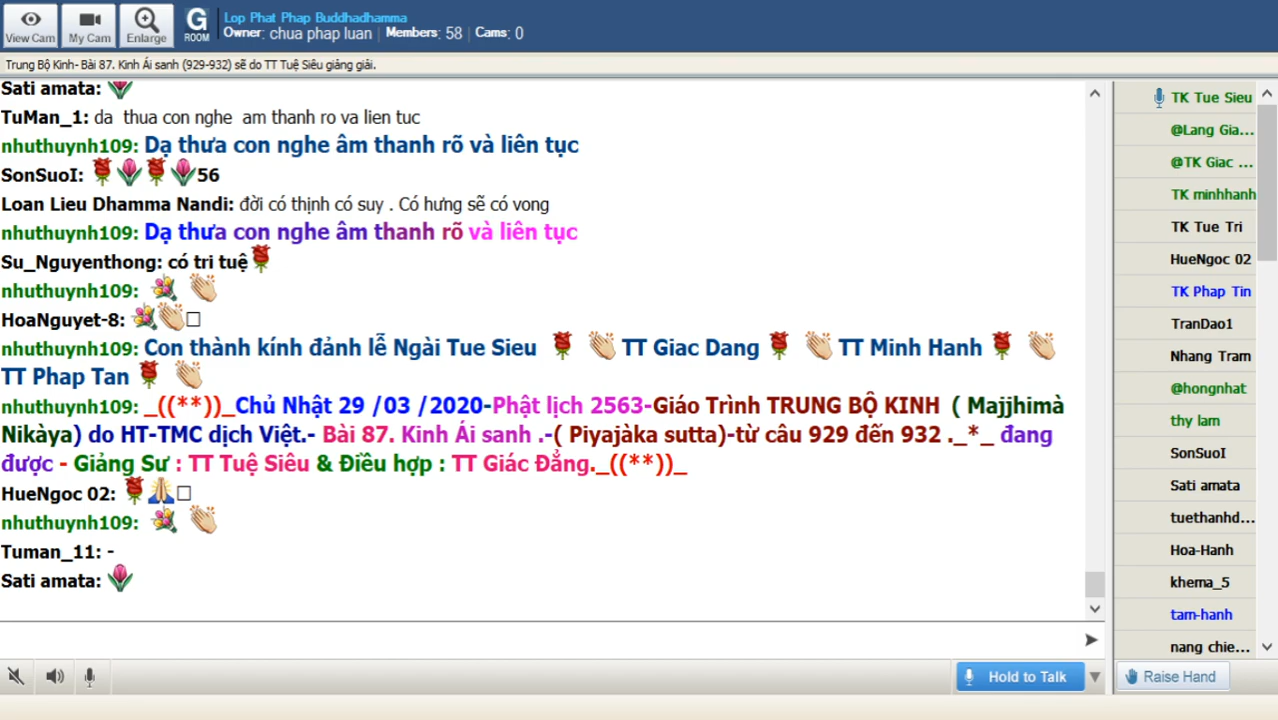 View Cam
My Cam
Enlarge
G
ROOM
Lop Phat Phap Buddhadhamma
Owner: chua phap luan | Members: 58 | Cams: 0
Trung Bộ Kinh- Bài 87. Kinh Ái sanh (929-932) sẽ do TT Tuệ Siêu giảng giải.
Sati amata:
TuMan_1: da thua con nghe am thanh ro va lien tuc
nhuthuynh109: Dạ thưa con nghe âm thanh rõ và liên tục
SonSuoI: 56
Loan Lieu Dhamma Nandi: đời có thịnh có suy . Có hưng sẽ có vong
nhuthuynh109: Dạ thưa con nghe âm thanh rõ và liên tục
Su_Nguyenthong: có tri tuệ
nhuthuynh109:
HoaNguyet-8:
nhuthuynh109: Con thành kính đảnh lễ Ngài Tue Sieu TT Giac Dang TT Minh Hanh
TT Phap Tan
nhuthuynh109: _((**))_Chủ Nhật 29 /03 /2020-Phật lịch 2563-Giáo Trình TRUNG BỘ KINH ( Majjhimà
Nikàya) do HT-TMC dịch Việt.- Bài 87. Kinh Ái sanh .-( Piyajàka sutta)-từ câu 929 đến 932 ._*_ đang
được - Giảng Sư : TT Tuệ Siêu & Điều hợp : TT Giác Đẳng._((**))_
HueNgoc 02:
nhuthuynh109:
Tuman_11: -
Sati amata:
TK Tue Sieu
@Lang Gia...
@TK Giac ...
TK minhhanh
TK Tue Tri
HueNgoc 02
TK Phap Tin
TranDao1
Nhang Tram
@hongnhat
thy lam
SonSuoI
Sati amata
tuethanhd...
Hoa-Hanh
khema_5
tam-hanh
nang chie...
Hold to Talk
Raise Hand